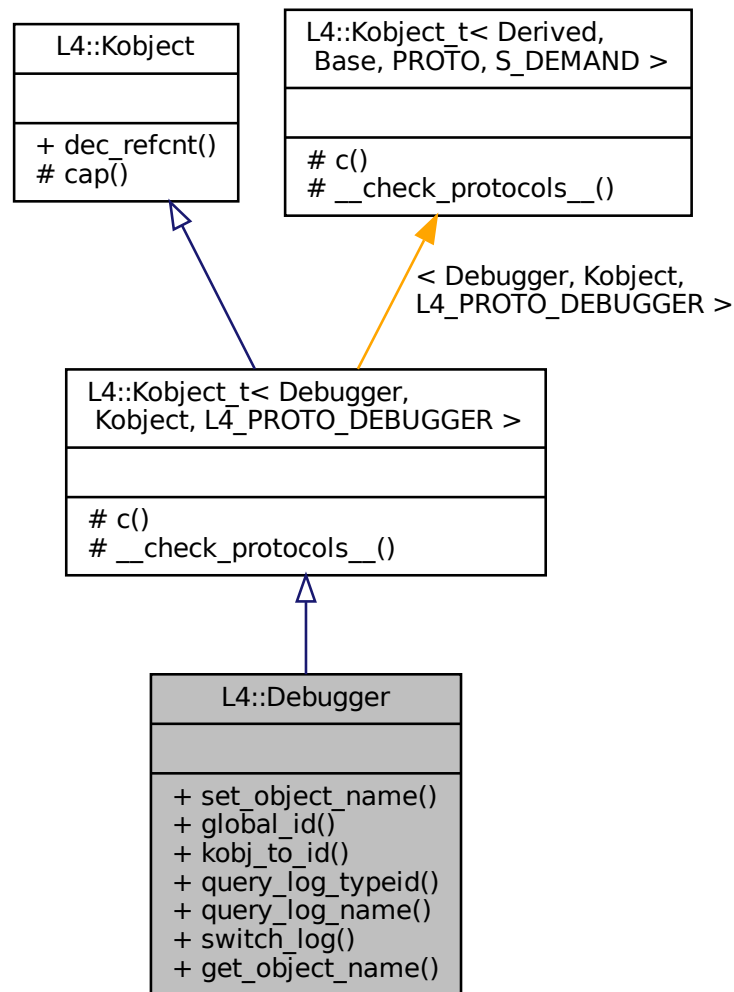 L4::Kobject
+ dec_refcnt()
# cap()
L4::Kobject_t< Derived,
Base, PROTO, S_DEMAND >
# c()
# __check_protocols__()
< Debugger, Kobject,
L4_PROTO_DEBUGGER >
L4::Kobject_t< Debugger,
Kobject, L4_PROTO_DEBUGGER >
# c()
# __check_protocols__()
L4::Debugger
+ set_object_name()
+ global_id()
+ kobj_to_id()
+ query_log_typeid()
+ query_log_name()
+ switch_log()
+ get_object_name()